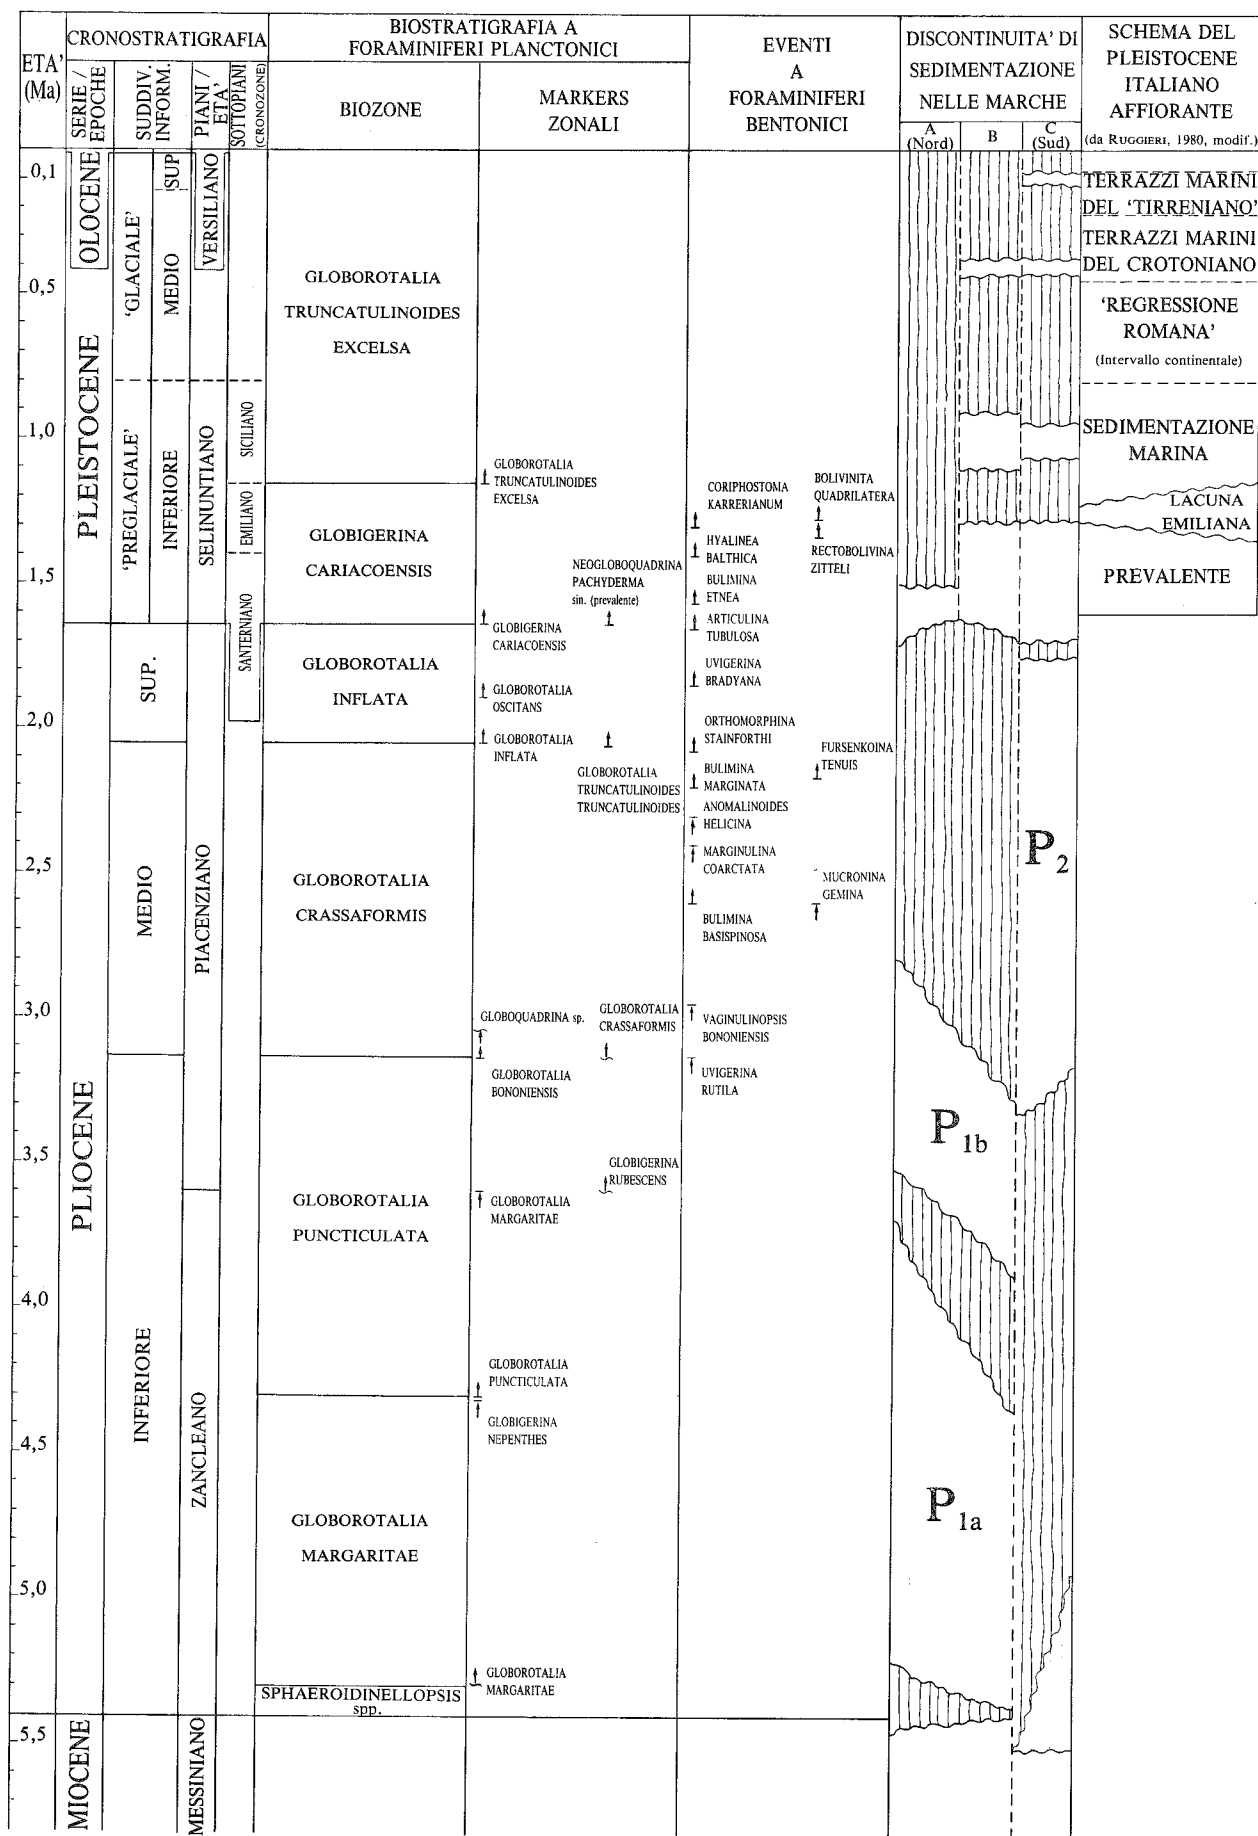 ETA'
(Ma)
CRONOSTRATIGRAFIA
SERIE /
EPOCHE
SUDDIV.
INFORM.
PIANI /
ETA'
SOTTOPIANI
(CRONOZONE)
BIOSTRATIGRAFIA A
FORAMINIFERI PLANCTONICI
BIOZONE
MARKERS
ZONALI
EVENTI
A
FORAMINIFERI
BENTONICI
DISCONTINUITA' DI
SEDIMENTAZIONE
NELLE MARCHE
A
(Nord)
B
C
(Sud)
SCHEMA DEL
PLEISTOCENE
ITALIANO
AFFIORANTE
(da RUGGIERI, 1980, modif.)
0,1
0,5
1,0
1,5
2,0
2,5
3,0
3,5
4,0
4,5
5,0
5,5
OLOCENE
PLEISTOCENE
PLIOCENE
MIOCENE
'GLACIALE'
'PREGLACIALE'
SUP
MEDIO
INFERIORE
SUP.
MEDIO
INFERIORE
VERSILIANO
SELINUNTIANO
PIACENZIANO
ZANCLEANO
MESSINIANO
SICILIANO
EMILIANO
SANTERNIANO
GLOBOROTALIA
TRUNCATULINOIDES
EXCELSA
GLOBIGERINA
CARIACOENSIS
GLOBOROTALIA
INFLATA
GLOBOROTALIA
CRASSAFORMIS
GLOBOROTALIA
PUNCTICULATA
GLOBOROTALIA
MARGARITAE
SPHAEROIDINELLOPSIS
spp.
GLOBOROTALIA
TRUNCATULINOIDES
EXCELSA
NEOGLOBOQUADRINA
PACHYDERMA
sin. (prevalente)
GLOBIGERINA
CARIACOENSIS
GLOBOROTALIA
OSCITANS
GLOBOROTALIA
INFLATA
GLOBOROTALIA
TRUNCATULINOIDES
TRUNCATULINOIDES
GLOBOQUADRINA sp.
GLOBOROTALIA
CRASSAFORMIS
GLOBOROTALIA
BONONIENSIS
GLOBIGERINA
RUBESCENS
GLOBOROTALIA
MARGARITAE
GLOBOROTALIA
PUNCTICULATA
GLOBIGERINA
NEPENTHES
GLOBOROTALIA
MARGARITAE
CORIPHOSTOMA
KARRERIANUM
BOLIVINITA
QUADRILATERA
HYALINEA
BALTHICA
RECTOBOLIVINA
ZITTELI
BULIMINA
ETNEA
ARTICULINA
TUBULOSA
UVIGERINA
BRADYANA
ORTHOMORPHINA
STAINFORTHI
FURSENKOINA
TENUIS
BULIMINA
MARGINATA
ANOMALINOIDES
HELICINA
MARGINULINA
COARCTATA
MUCRONINA
GEMINA
BULIMINA
BASISPINOSA
VAGINULINOPSIS
BONONIENSIS
UVIGERINA
RUTILA
P2
P1b
P1a
TERRAZZI MARINI
DEL 'TIRRENIANO'
TERRAZZI MARINI
DEL CROTONIANO
'REGRESSIONE
ROMANA'
(Intervallo continentale)
SEDIMENTAZIONE
MARINA
LACUNA
EMILIANA
PREVALENTE